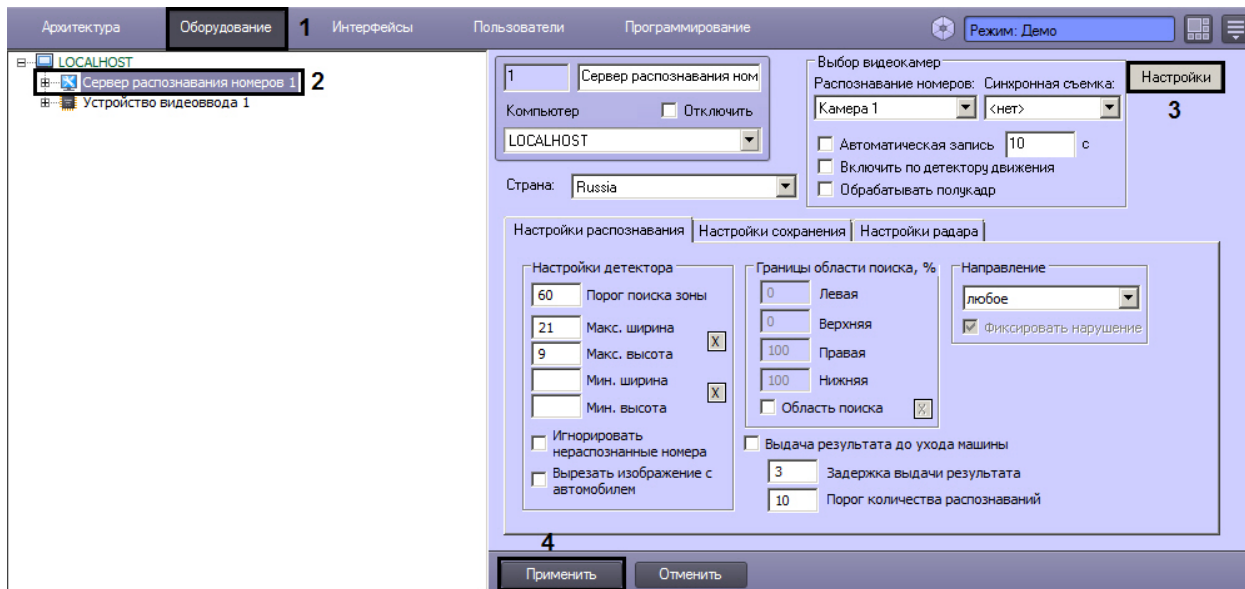 Архитектура Оборудование 1 Интерфейсы Пользователи Программирование Режим: Демо
LOCALHOST
Сервер распознавания номеров 1 2
Устройство видеоввода 1
1 Сервер распознавания ном
Компьютер Отключить
LOCALHOST
Страна: Russia
Выбор видеокамер
Распознавание номеров: Синхронная съемка:
Камера 1 <нет>
Автоматическая запись 10 с
Включить по детектору движения
Обрабатывать полукадр
Настройки
3
Настройки распознавания Настройки сохранения Настройки радара
Настройки детектора
60 Порог поиска зоны
21 Макс. ширина
9 Макс. высота
X
Мин. ширина
Мин. высота
X
Игнорировать
нераспознанные номера
Вырезать изображение с
автомобилем
Границы области поиска, %
0 Левая
0 Верхняя
100 Правая
100 Нижняя
Область поиска X
Направление
любое
Фиксировать нарушение
Выдача результата до ухода машины
3 Задержка выдачи результата
10 Порог количества распознаваний
4
Применить Отменить